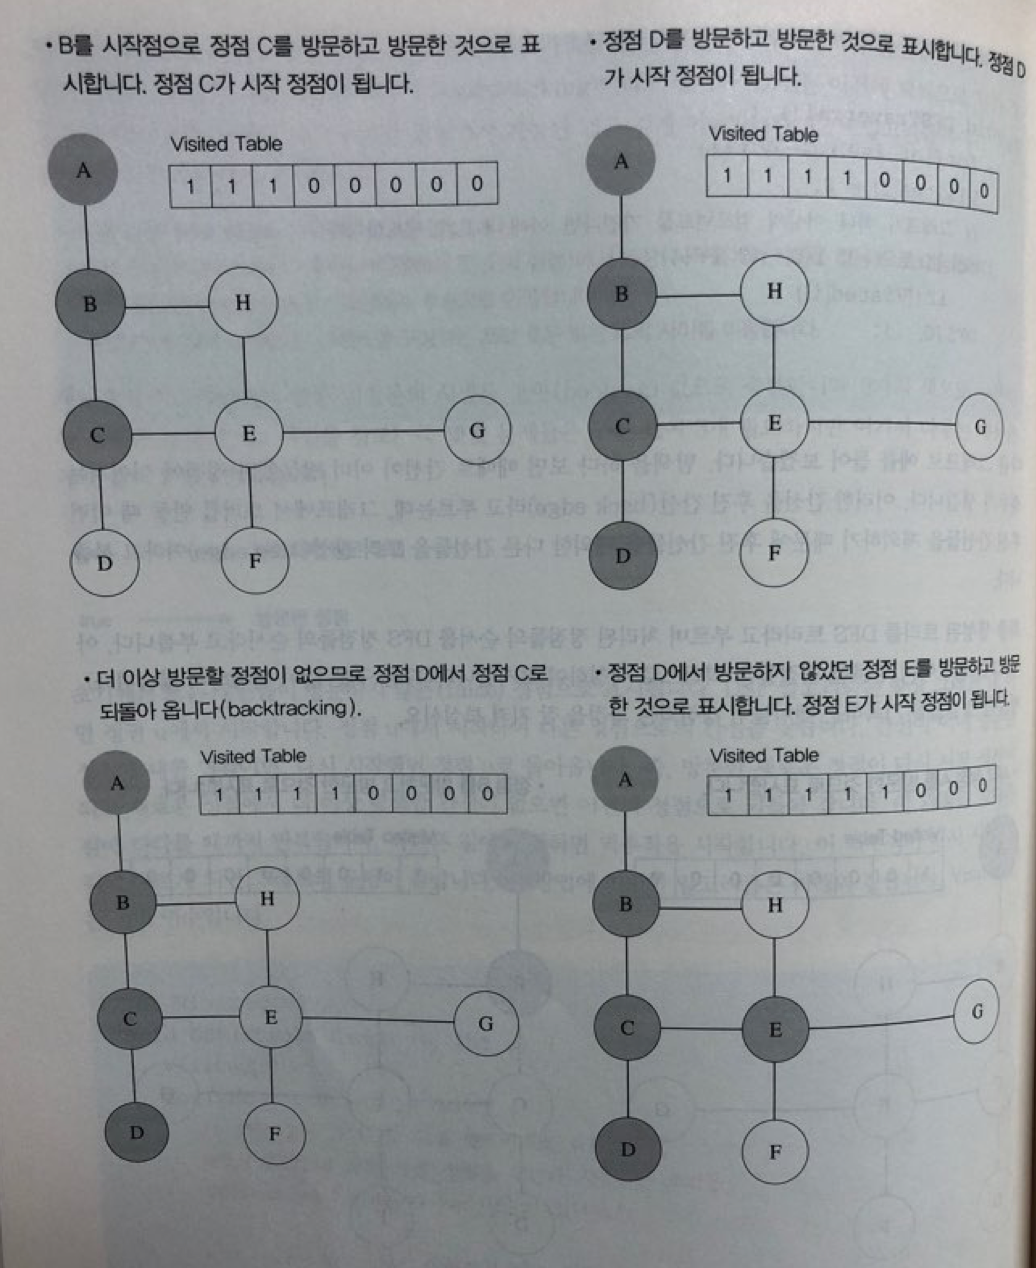 • B를 시작점으로 정점 C를 방문하고 방문한 것으로 표
시합니다. 정점 C가 시작 정점이 됩니다.
Visited Table
1 1 1 0 0 0 0 0
A
B H
C E G
D F
• 정점 D를 방문하고 방문한 것으로 표시합니다. 정점 D
가 시작 정점이 됩니다.
Visited Table
1 1 1 1 0 0 0 0
A
B H
C E G
D F
• 더 이상 방문할 정점이 없으므로 정점 D에서 정점 C로
되돌아 옵니다(backtracking).
Visited Table
1 1 1 1 0 0 0 0
A
B H
C E G
D F
• 정점 D에서 방문하지 않았던 정점 E를 방문하고 방문
한 것으로 표시합니다. 정점 E가 시작 정점이 됩니다.
Visited Table
1 1 1 1 1 0 0 0
A
B H
C E G
D F